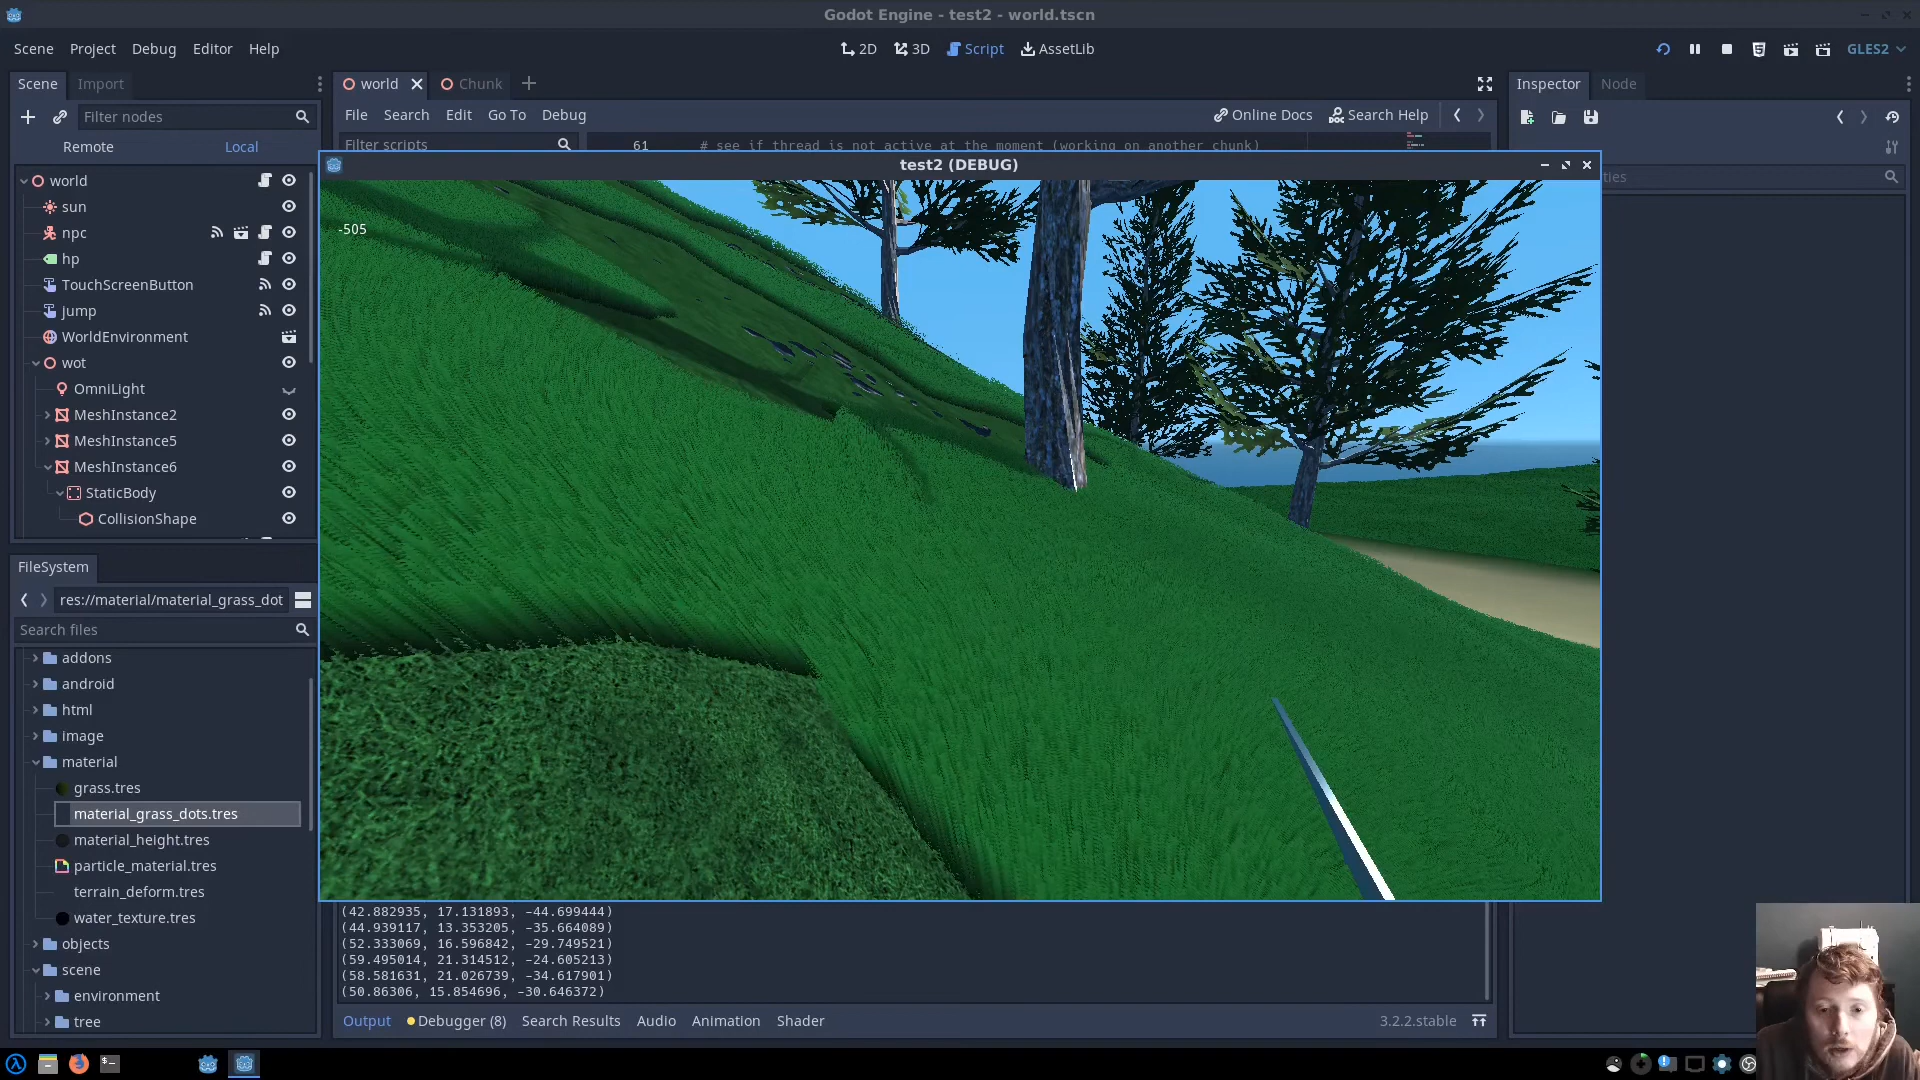 Godot Engine - test2 - world.tscn
Scene Project Debug Editor Help
2D 3D Script AssetLib
GLES2
Scene Import
world Chunk
Inspector Node
Filter nodes
File Search Edit Go To Debug
Online Docs Search Help
Remote Local
Filter scripts
61 # see if thread is not active at the moment (working on another chunk)
test2 (DEBUG)
-505
world
sun
npc
hp
TouchScreenButton
jump
WorldEnvironment
wot
OmniLight
MeshInstance2
MeshInstance5
MeshInstance6
StaticBody
CollisionShape
FileSystem
res://material/material_grass_dot
Search files
addons
android
html
image
material
grass.tres
material_grass_dots.tres
material_height.tres
particle_material.tres
terrain_deform.tres
water_texture.tres
objects
scene
environment
tree
(42.882935, 17.131893, -44.699444)
(44.939117, 13.353205, -35.664089)
(52.333069, 16.596842, -29.749521)
(59.495014, 21.314512, -24.605213)
(58.581631, 21.026739, -34.617901)
(50.86306, 15.854696, -30.646372)
Output Debugger (8) Search Results Audio Animation Shader
3.2.2.stable